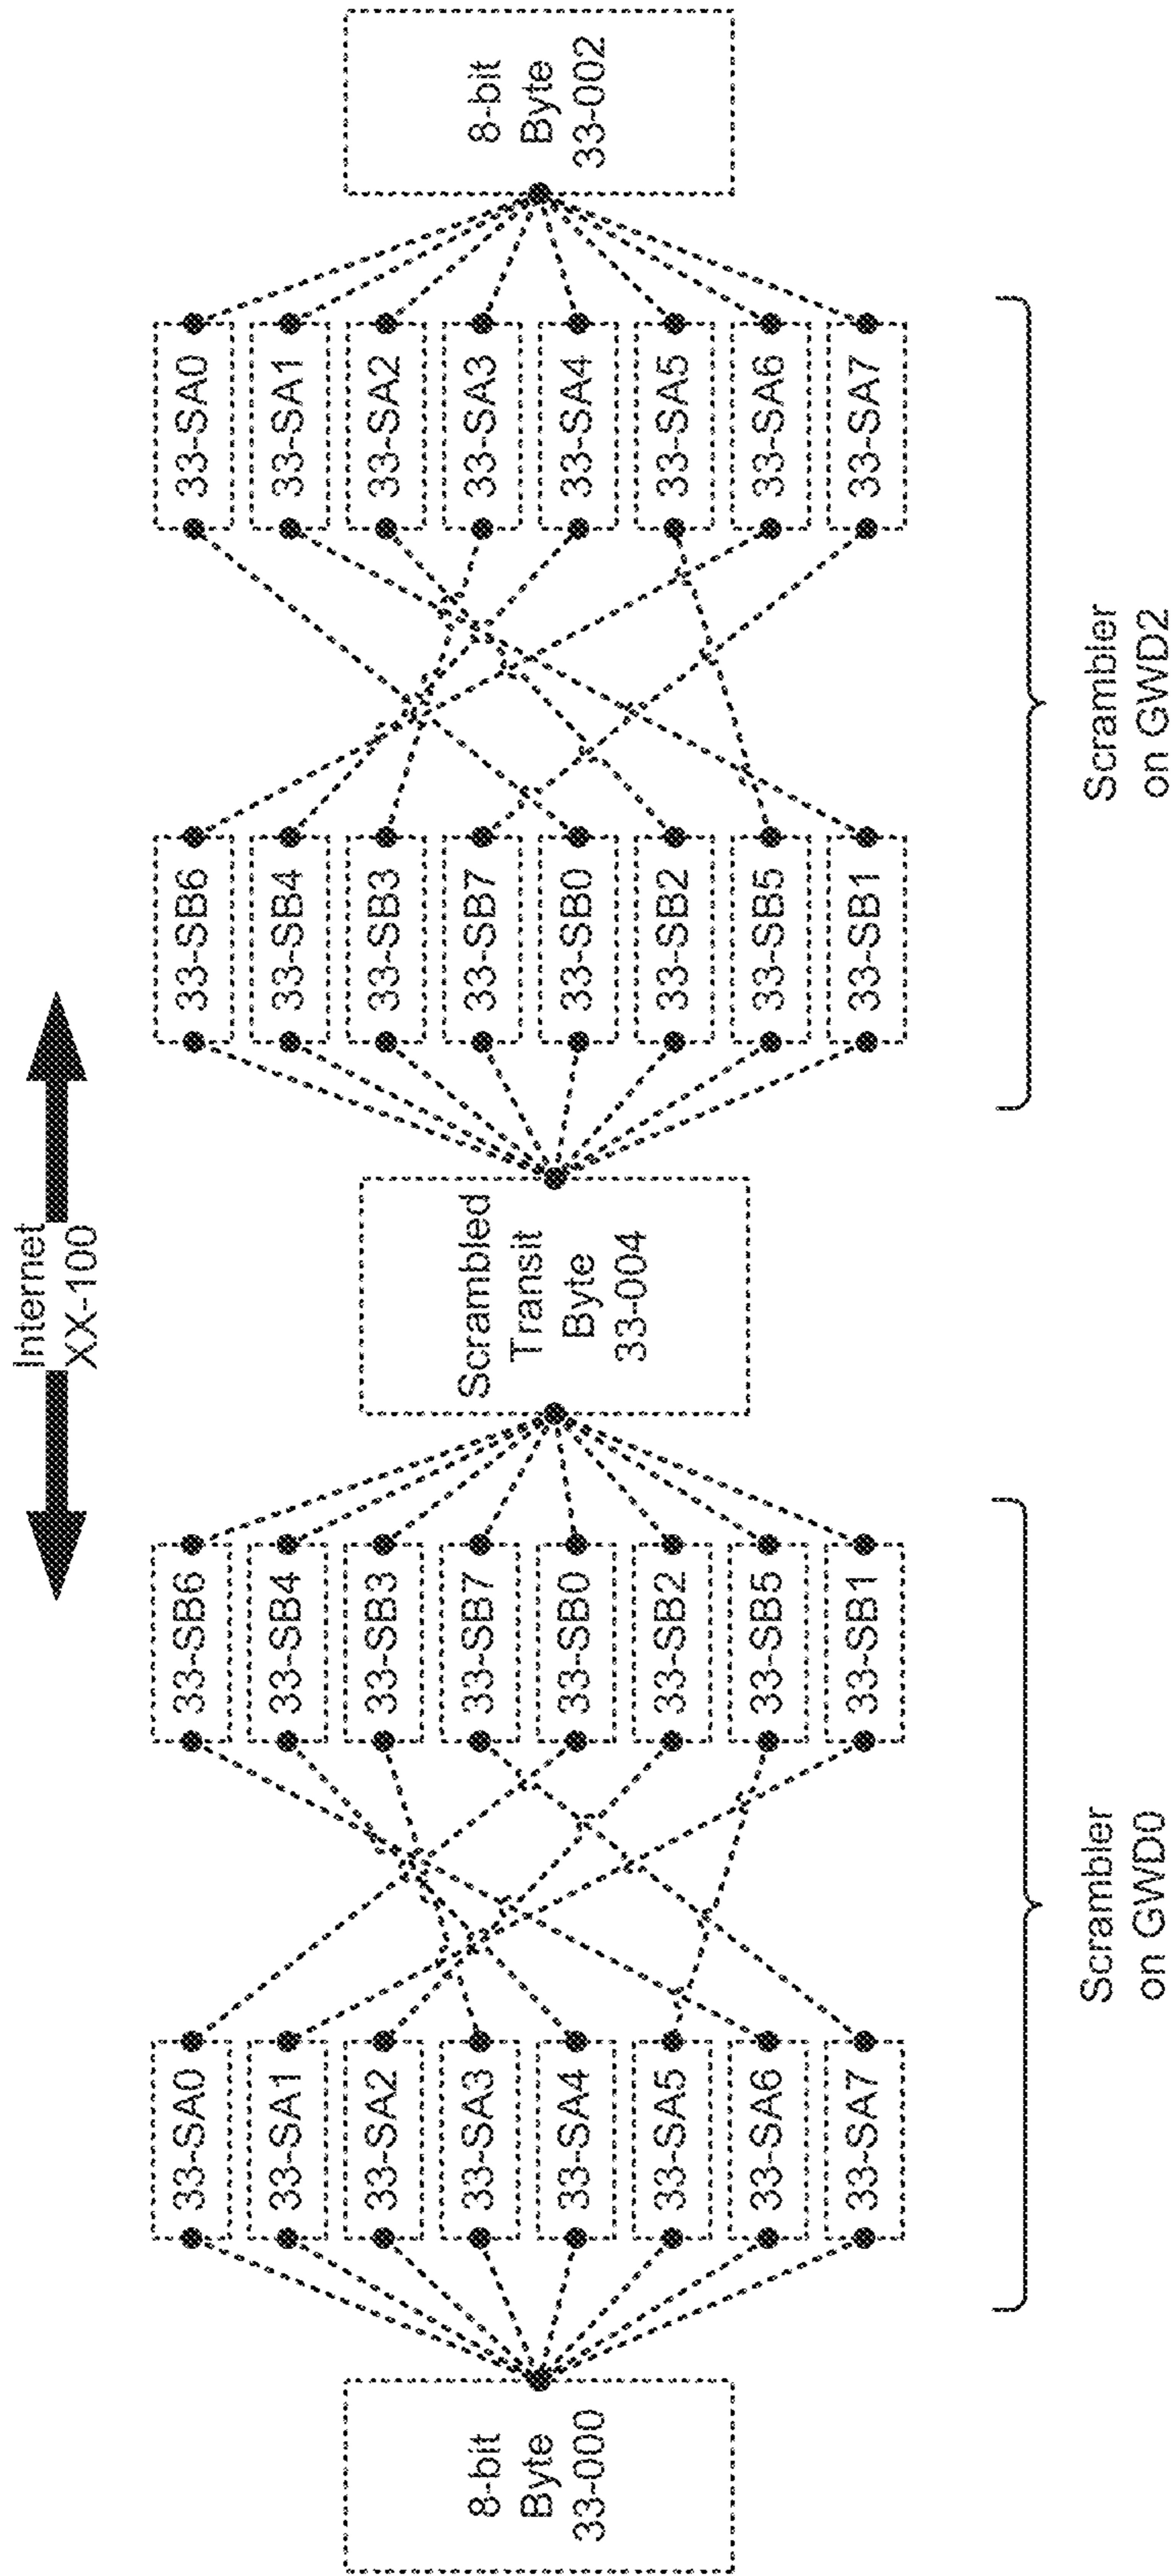 Internet
XX-100
8-bit
Byte
33-000
33-SA0
33-SA1
33-SA2
33-SA3
33-SA4
33-SA5
33-SA6
33-SA7
33-SB6
33-SB4
33-SB3
33-SB7
33-SB0
33-SB2
33-SB5
33-SB1
Scrambler
on GWD0
Scrambled
Transit
Byte
33-004
33-SB6
33-SB4
33-SB3
33-SB7
33-SB0
33-SB2
33-SB5
33-SB1
33-SA0
33-SA1
33-SA2
33-SA3
33-SA4
33-SA5
33-SA6
33-SA7
Scrambler
on GWD2
8-bit
Byte
33-002